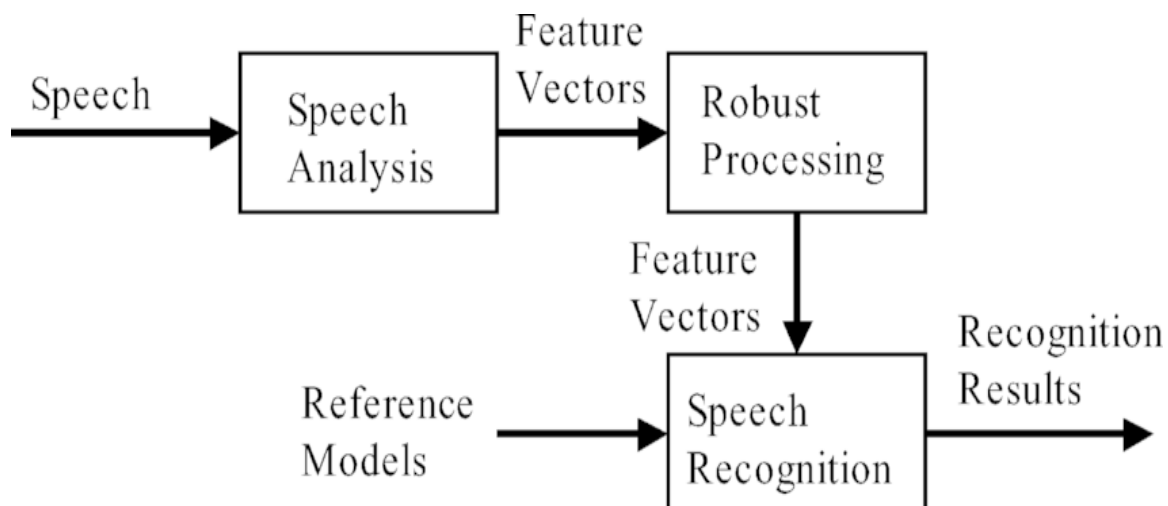 Speech
Speech
Analysis
Feature
Vectors
Robust
Processing
Feature
Vectors
Reference
Models
Speech
Recognition
Recognition
Results